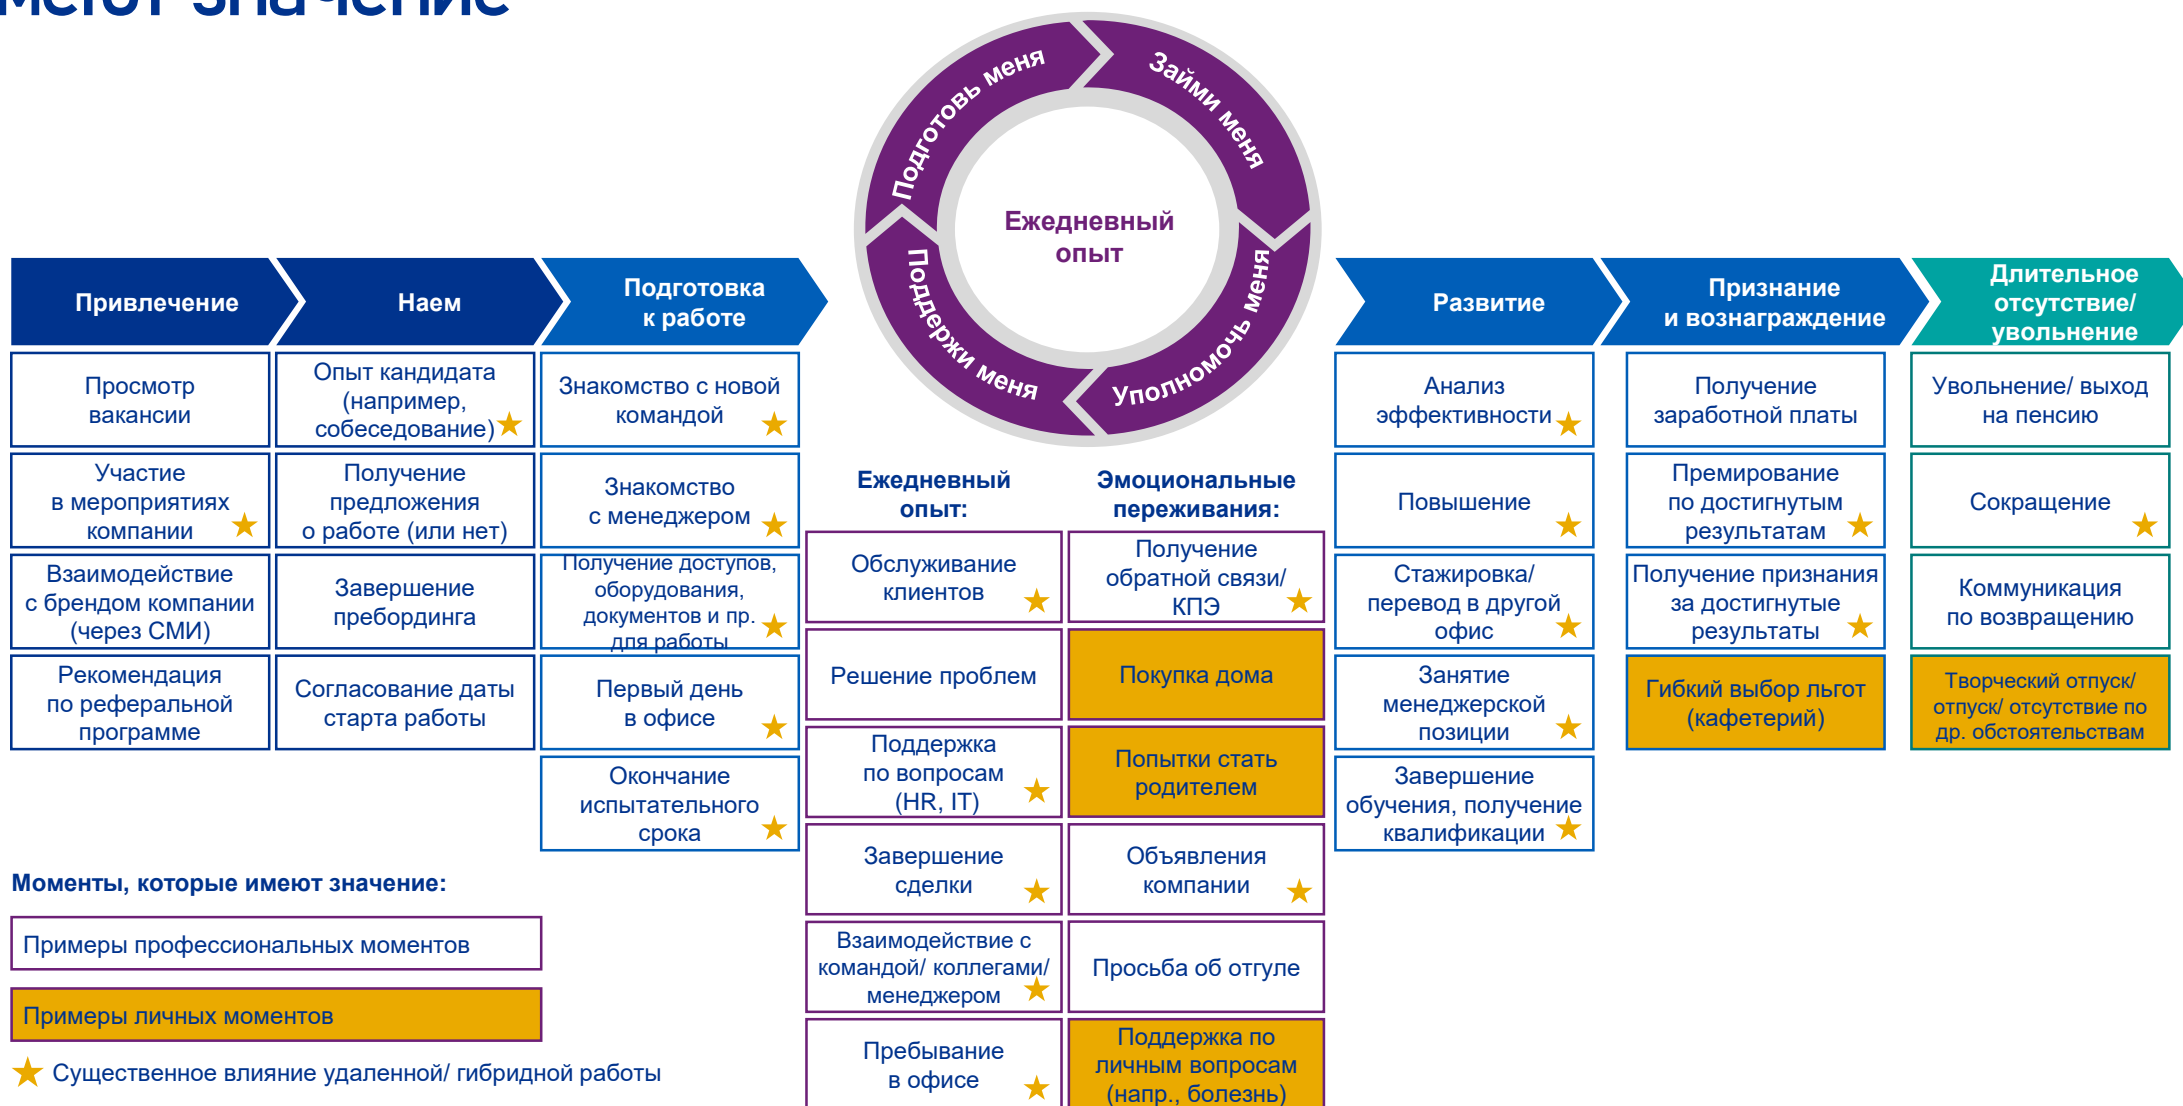 значение
Подготовь меня
Займи меня
Уполномочь меня
Поддержи меня
Ежедневный
опыт
Привлечение
Просмотр
вакансии
Участие
в мероприятиях
компании
Взаимодействие
с брендом компании
(через СМИ)
Рекомендация
по реферальной
программе
Наем
Опыт кандидата
(например,
собеседование)
Получение
предложения
о работе (или нет)
Завершение
пребординга
Согласование даты
старта работы
Подготовка
к работе
Знакомство с новой
командой
Знакомство
с менеджером
Получение доступов,
оборудования,
документов и пр.
для работы
Первый день
в офисе
Окончание
испытательного
срока
Ежедневный
опыт:
Обслуживание
клиентов
Решение проблем
Поддержка
по вопросам
(HR, IT)
Завершение
сделки
Взаимодействие с
командой/ коллегами/
менеджером
Пребывание
в офисе
Эмоциональные
переживания:
Получение
обратной связи/
КПЭ
Покупка дома
Попытки стать
родителем
Объявления
компании
Просьба об отгуле
Поддержка по
личным вопросам
(напр., болезнь)
Развитие
Анализ
эффективности
Повышение
Стажировка/
перевод в другой
офис
Занятие
менеджерской
позиции
Завершение
обучения, получение
квалификации
Признание
и вознаграждение
Получение
заработной платы
Премирование
по достигнутым
результатам
Получение признания
за достигнутые
результаты
Гибкий выбор льгот
(кафетерий)
Длительное
отсутствие/
увольнение
Увольнение/ выход
на пенсию
Сокращение
Коммуникация
по возвращению
Творческий отпуск/
отпуск/ отсутствие по
др. обстоятельствам
Моменты, которые имеют значение:
Примеры профессиональных моментов
Примеры личных моментов
Существенное влияние удаленной/ гибридной работы